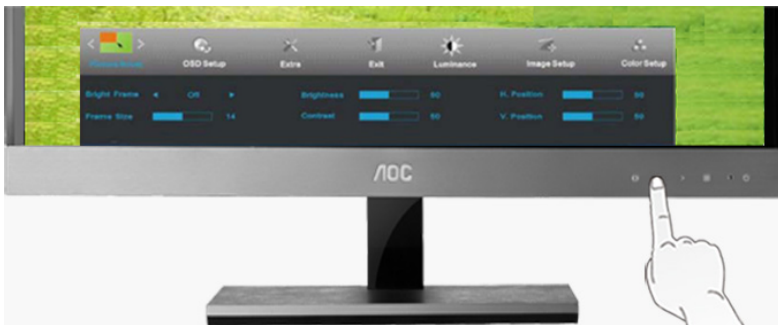 Picture Boost
OSD Setup
Extra
Exit
Luminance
Image Setup
Color Setup
Bright Frame
Off
Brightness
50
H. Position
50
Frame Size
14
Contrast
50
V. Position
50
AOC